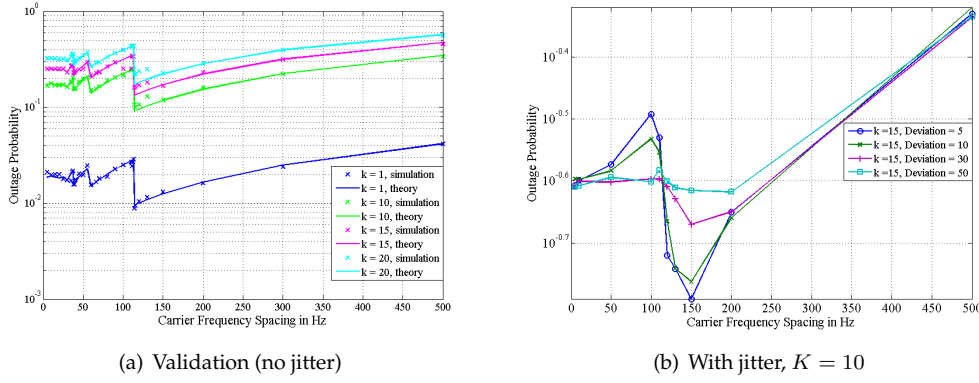 10^0
10^-1
10^-2
10^-3
Outage Probability
0 50 100 150 200 250 300 350 400 450 500
Carrier Frequency Spacing in Hz
k = 1, simulation
k = 1, theory
k = 10, simulation
k = 10, theory
k = 15, simulation
k = 15, theory
k = 20, simulation
k = 20, theory
(a) Validation (no jitter)
10^-0.4
10^-0.5
10^-0.6
10^-0.7
Outage Probability
0 50 100 150 200 250 300 350 400 450 500
Carrier Frequency Spacing in Hz
k =15, Deviation = 5
k =15, Deviation = 10
k =15, Deviation = 30
k =15, Deviation = 50
(b) With jitter, K = 10